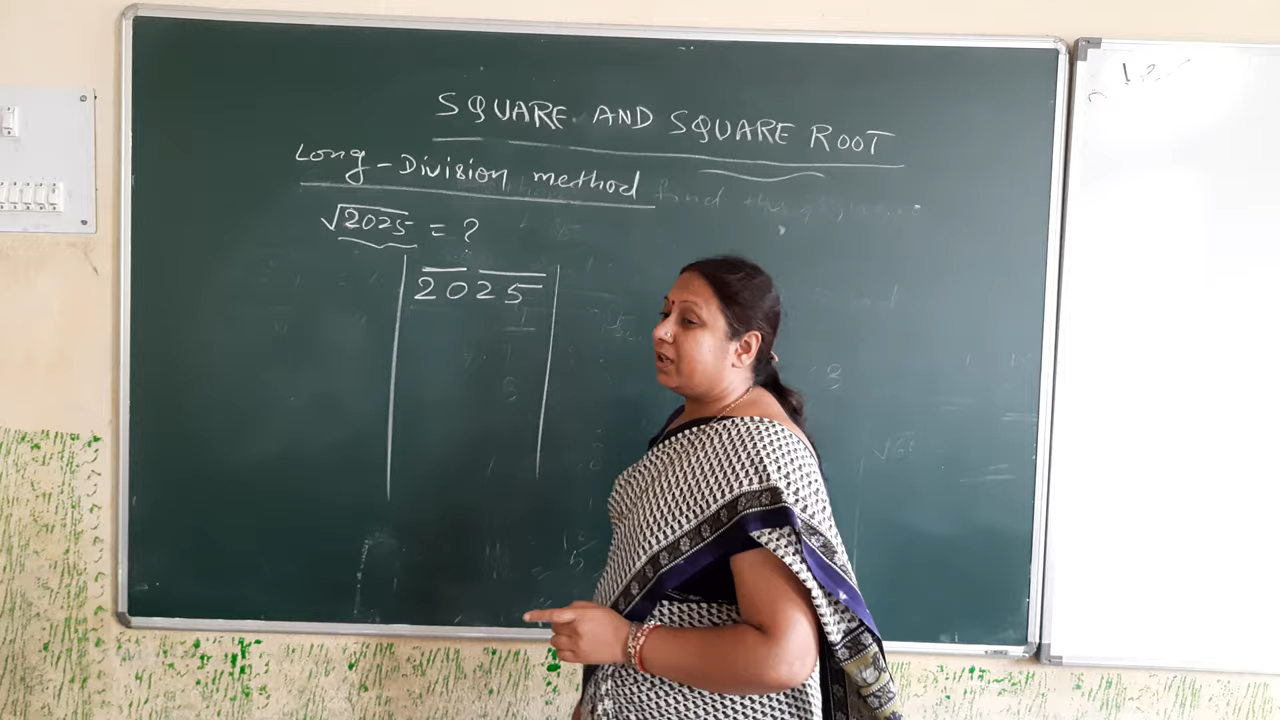 SQUARE AND SQUARE ROOT
Long-Division method
√2025 = ?
2025